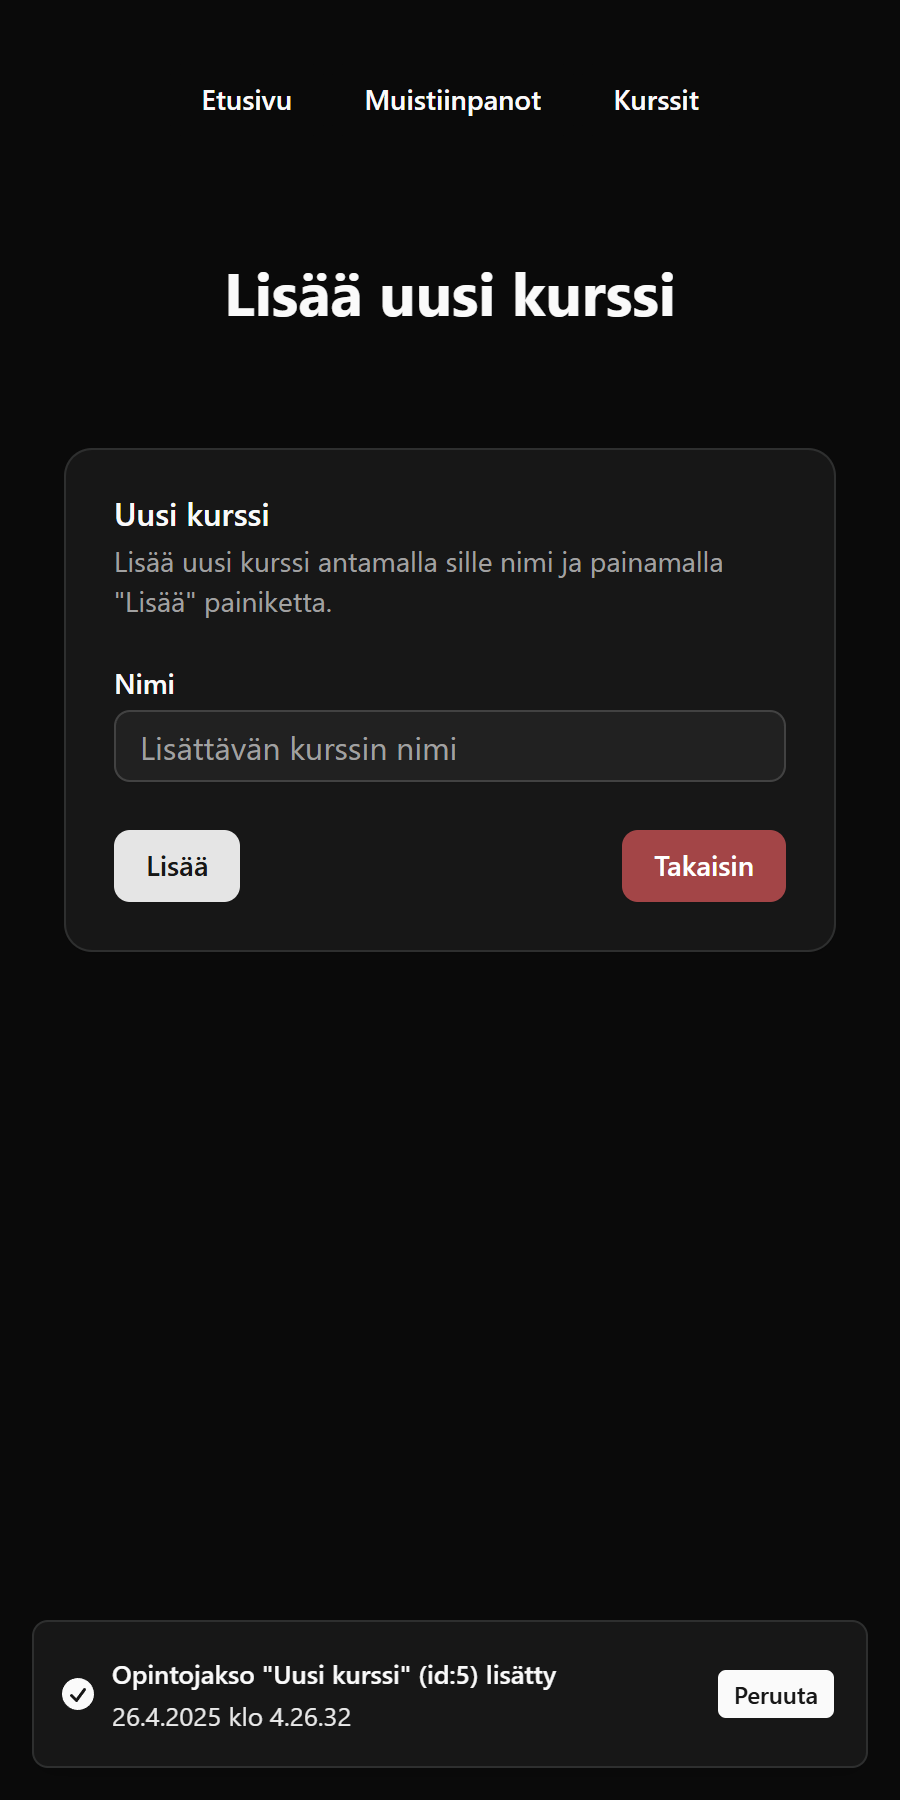 Etusivu Muistiinpanot Kurssit
Lisää uusi kurssi
Uusi kurssi
Lisää uusi kurssi antamalla sille nimi ja painamalla
"Lisää" painiketta.
Nimi
Lisättävän kurssin nimi
Lisää Takaisin
Opintojakso "Uusi kurssi" (id:5) lisätty
26.4.2025 klo 4.26.32
Peruuta